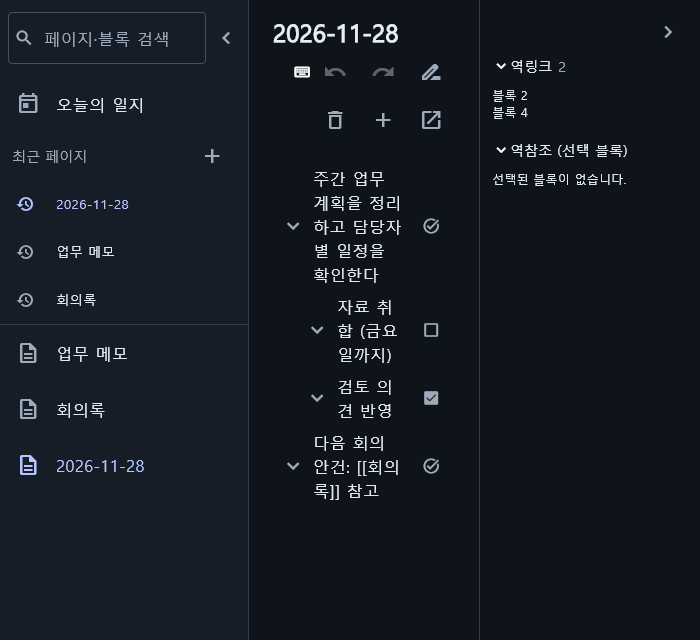 페이지·블록 검색
오늘의 일지
최근 페이지
2026-11-28
업무 메모
회의록
업무 메모
회의록
2026-11-28
2026-11-28
주간 업무
계획을 정리
하고 담당자
별 일정을
확인한다
자료 취
합 (금요
일까지)
검토 의
견 반영
다음 회의
안건: [[회의
록]] 참고
역링크 2
블록 2
블록 4
역참조 (선택 블록)
선택된 블록이 없습니다.